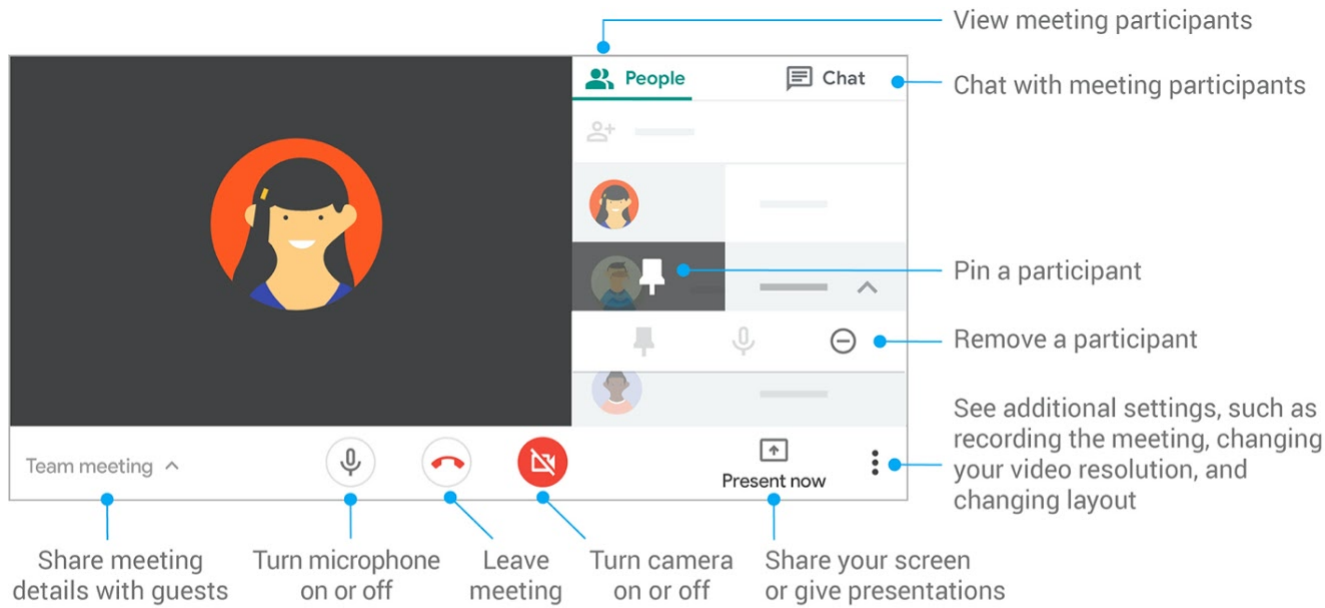 View meeting participants
People
Chat
Chat with meeting participants
Pin a participant
Remove a participant
See additional settings, such as
recording the meeting, changing
your video resolution, and
changing layout
Team meeting
Present now
Share meeting
details with guests
Turn microphone
on or off
Leave
meeting
Turn camera
on or off
Share your screen
or give presentations